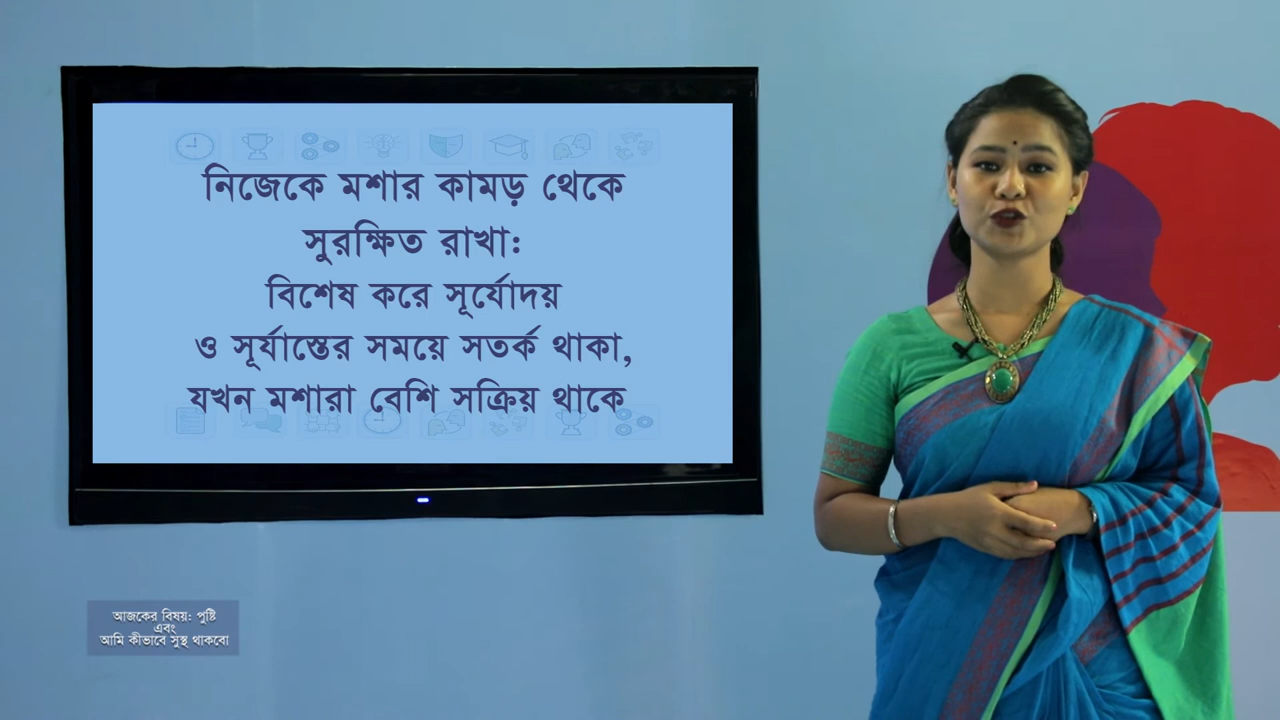 নিজেকে মশার কামড় থেকে
সুরক্ষিত রাখা:
বিশেষ করে সূর্যোদয়
ও সূর্যাস্তের সময়ে সতর্ক থাকা,
যখন মশারা বেশি সক্রিয় থাকে
আজকের বিষয়: পুষ্টি
এবং
আমি কীভাবে সুস্থ থাকবো